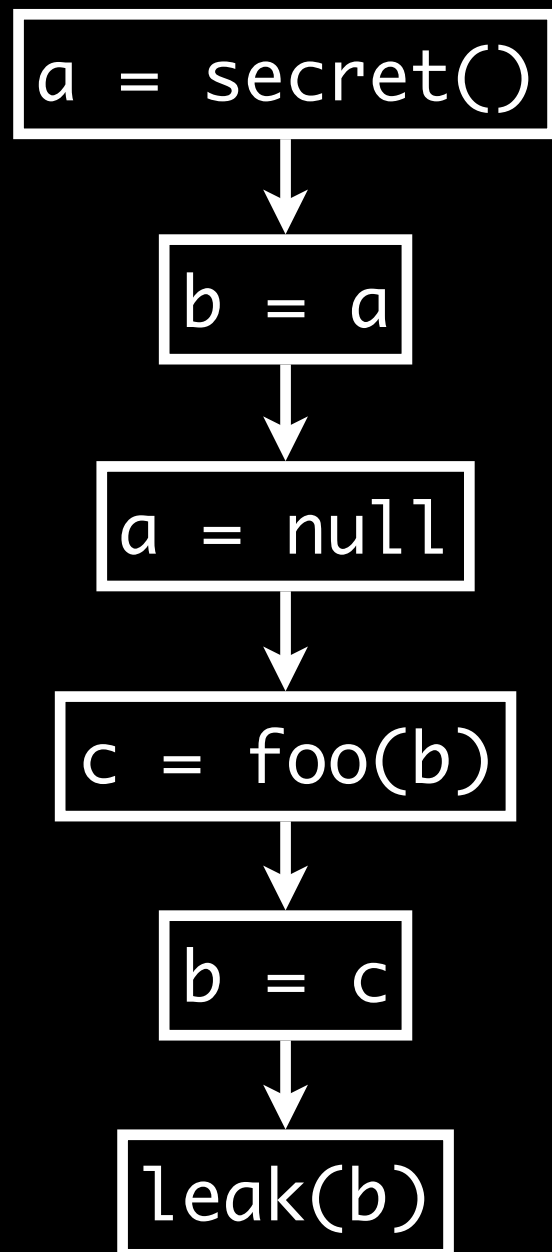 a = secret()
b = a
a = null
c = foo(b)
b = c
leak(b)